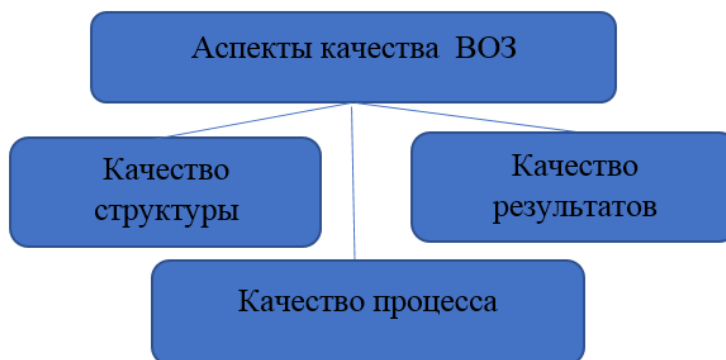 Аспекты качества  ВОЗ
Качество
структуры
Качество
результатов
Качество процесса